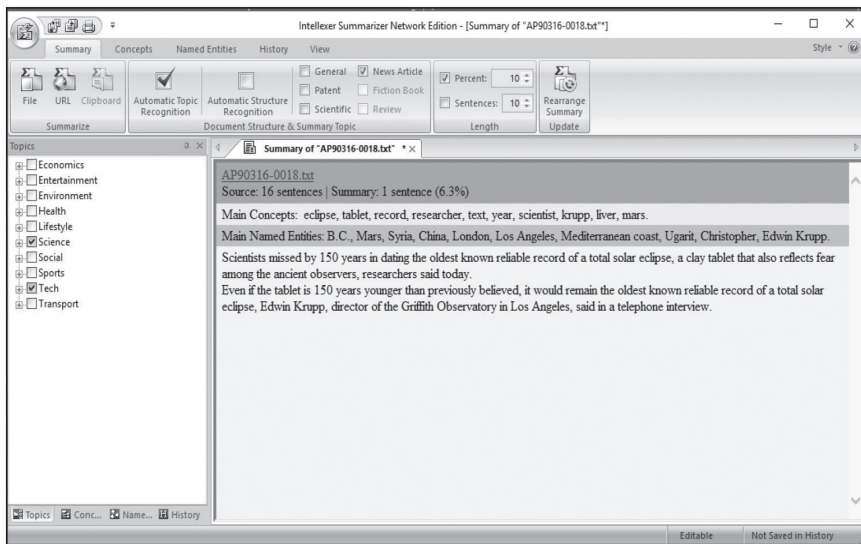 Intellexer Summarizer Network Edition - [Summary of "AP90316-0018.txt"*]
Summary Concepts Named Entities History View Style
File URL Clipboard
Summarize
Automatic Topic Recognition
Automatic Structure Recognition
General News Article
Patent Fiction Book
Scientific Review
Document Structure & Summary Topic
Percent: 10
Sentences: 10
Length
Rearrange Summary
Update
Topics
Economics
Entertainment
Environment
Health
Lifestyle
Science
Social
Sports
Tech
Transport
Topics Conc... Name... History
Summary of "AP90316-0018.txt" *
AP90316-0018.txt
Source: 16 sentences | Summary: 1 sentence (6.3%)
Main Concepts: eclipse, tablet, record, researcher, text, year, scientist, krupp, liver, mars.
Main Named Entities: B.C., Mars, Syria, China, London, Los Angeles, Mediterranean coast, Ugarit, Christopher, Edwin Krupp.
Scientists missed by 150 years in dating the oldest known reliable record of a total solar eclipse, a clay tablet that also reflects fear
among the ancient observers, researchers said today.
Even if the tablet is 150 years younger than previously believed, it would remain the oldest known reliable record of a total solar
eclipse, Edwin Krupp, director of the Griffith Observatory in Los Angeles, said in a telephone interview.
Editable Not Saved in History